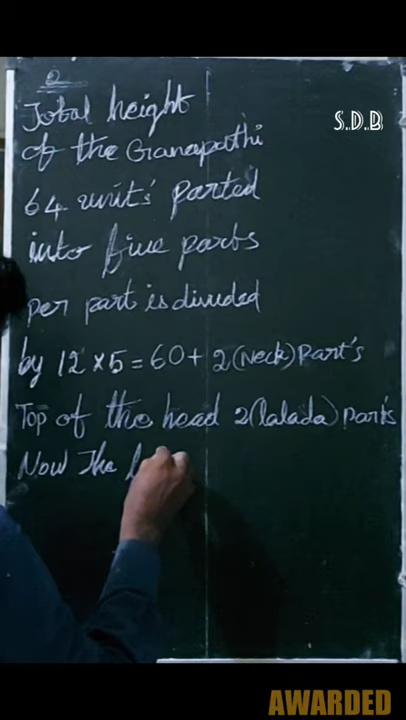 2
Total height
S.D.B
of the Granapathi
64 units' parted
into five parts
per part is divided
by 12 x 5 = 60 + 2 (Neck) Part's
Top of the head 2 (lalada) parts
Now The
AWARDED